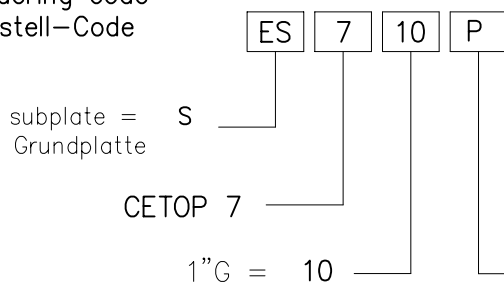 stell-Code
ES 7 10 P
subplate = S
Grundplatte
CETOP 7
1"G = 10